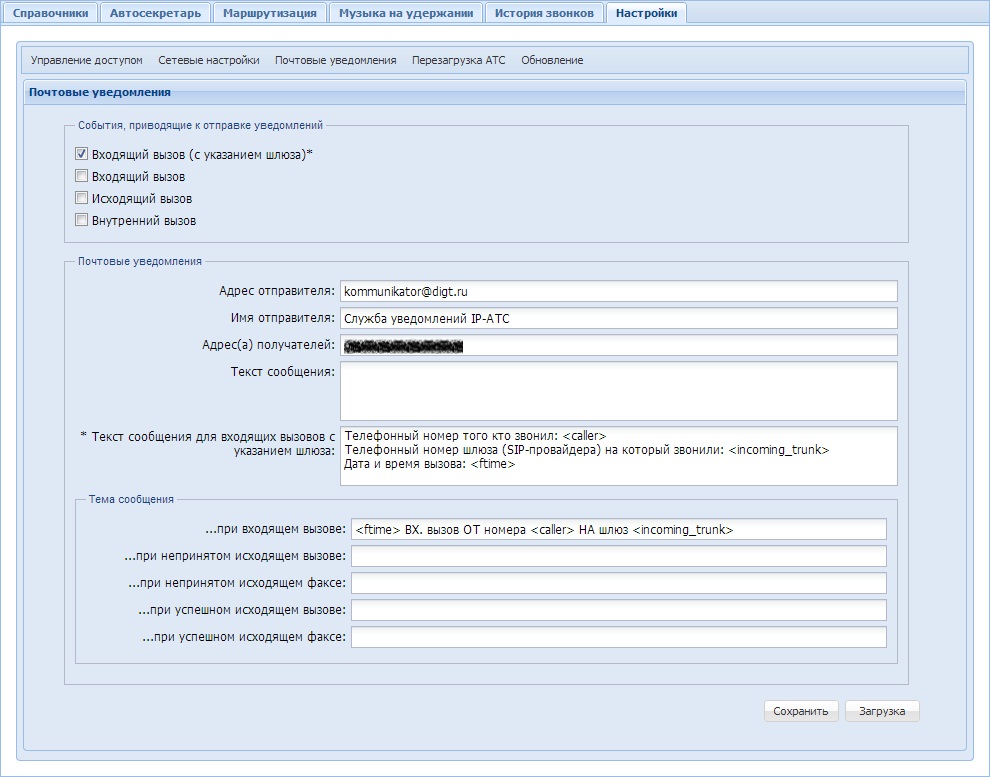 Справочники Автосекретарь Маршрутизация Музыка на удержании История звонков Настройки
Управление доступом Сетевые настройки Почтовые уведомления Перезагрузка АТС Обновление
Почтовые уведомления
События, приводящие к отправке уведомлений
Входящий вызов (с указанием шлюза)*
Входящий вызов
Исходящий вызов
Внутренний вызов
Почтовые уведомления
Адрес отправителя: kommunikator@digt.ru
Имя отправителя: Служба уведомлений IP-АТС
Адрес(а) получателей:
Текст сообщения:
* Текст сообщения для входящих вызовов с
указанием шлюза:
Телефонный номер того кто звонил: <caller>
Телефонный номер шлюза (SIP-провайдера) на который звонили: <incoming_trunk>
Дата и время вызова: <ftime>
Тема сообщения
...при входящем вызове: <ftime> ВХ. вызов ОТ номера <caller> НА шлюз <incoming_trunk>
...при непринятом исходящем вызове:
...при непринятом исходящем факсе:
...при успешном исходящем вызове:
...при успешном исходящем факсе:
Сохранить Загрузка